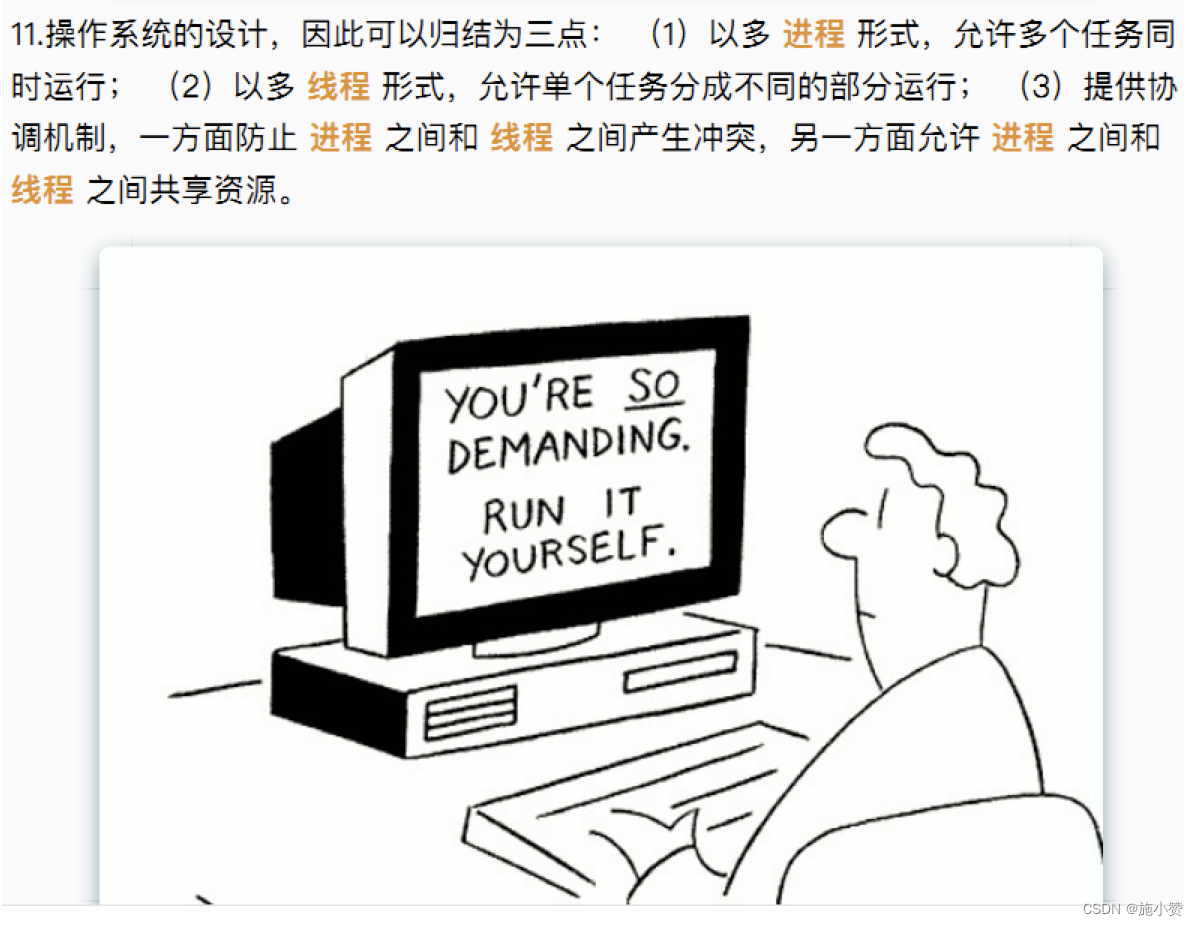 11.操作系统的设计，因此可以归结为三点： （1）以多 进程 形式，允许多个任务同
时运行； （2）以多 线程 形式，允许单个任务分成不同的部分运行； （3）提供协
调机制，一方面防止 进程 之间和 线程 之间产生冲突，另一方面允许 进程 之间和
线程 之间共享资源。
YOU'RE SO
DEMANDING.
RUN IT
YOURSELF.
CSDN @施小赞